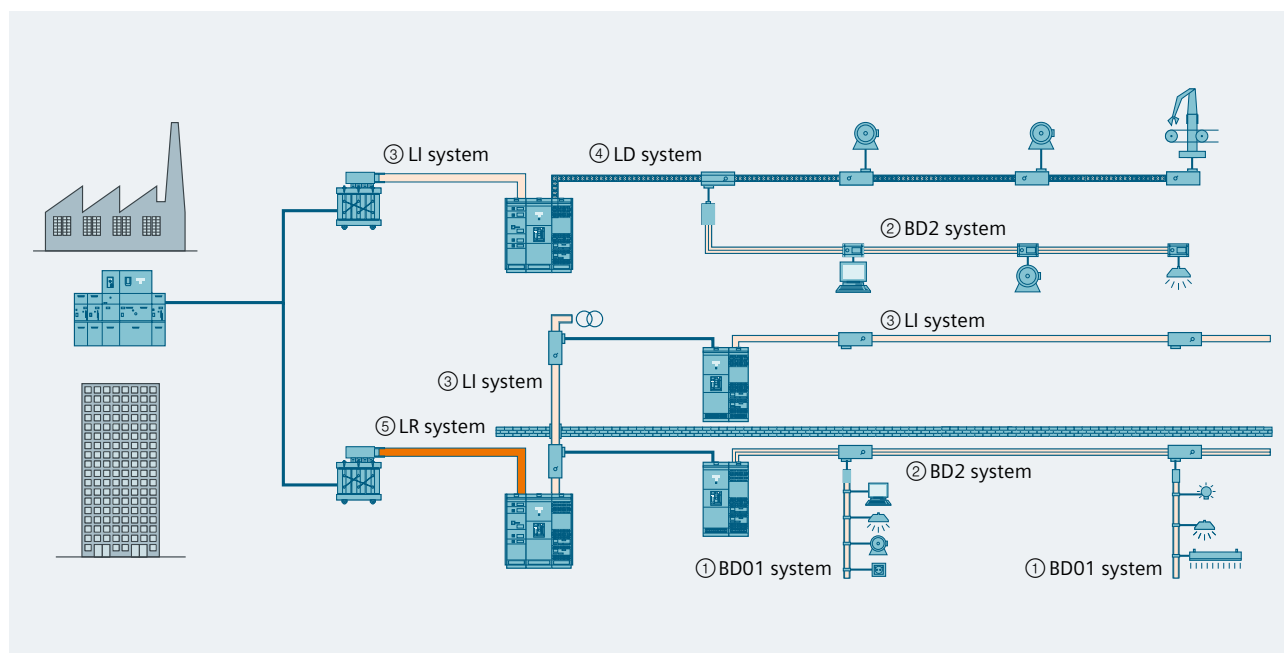 ③ LI system
④ LD system
② BD2 system
③ LI system
③ LI system
⑤ LR system
② BD2 system
① BD01 system
① BD01 system